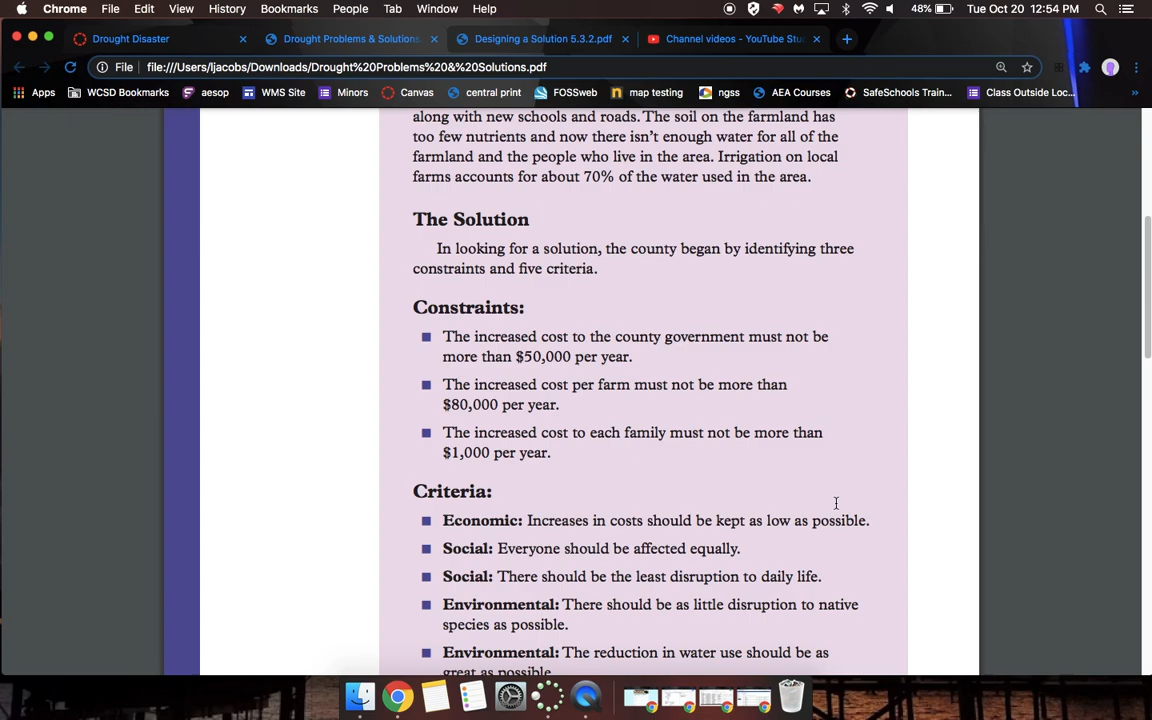 Chrome File Edit View History Bookmarks People Tab Window Help 48% Tue Oct 20 12:54 PM
Drought Disaster Drought Problems & Solutions Designing a Solution 5.3.2.pdf Channel videos - YouTube Stu
File file:///Users/ljacobs/Downloads/Drought%20Problems%20&%20Solutions.pdf
Apps WCSD Bookmarks aesop WMS Site Minors Canvas central print FOSSweb map testing ngss AEA Courses SafeSchools Train... Class Outside Loc... »
along with new schools and roads. The soil on the farmland has
too few nutrients and now there isn't enough water for all of the
farmland and the people who live in the area. Irrigation on local
farms accounts for about 70% of the water used in the area.
The Solution
In looking for a solution, the county began by identifying three
constraints and five criteria.
Constraints:
■ The increased cost to the county government must not be
more than $50,000 per year.
■ The increased cost per farm must not be more than
$80,000 per year.
■ The increased cost to each family must not be more than
$1,000 per year.
Criteria:
■ Economic: Increases in costs should be kept as low as possible.
■ Social: Everyone should be affected equally.
■ Social: There should be the least disruption to daily life.
■ Environmental: There should be as little disruption to native
species as possible.
■ Environmental: The reduction in water use should be as
great as possible.